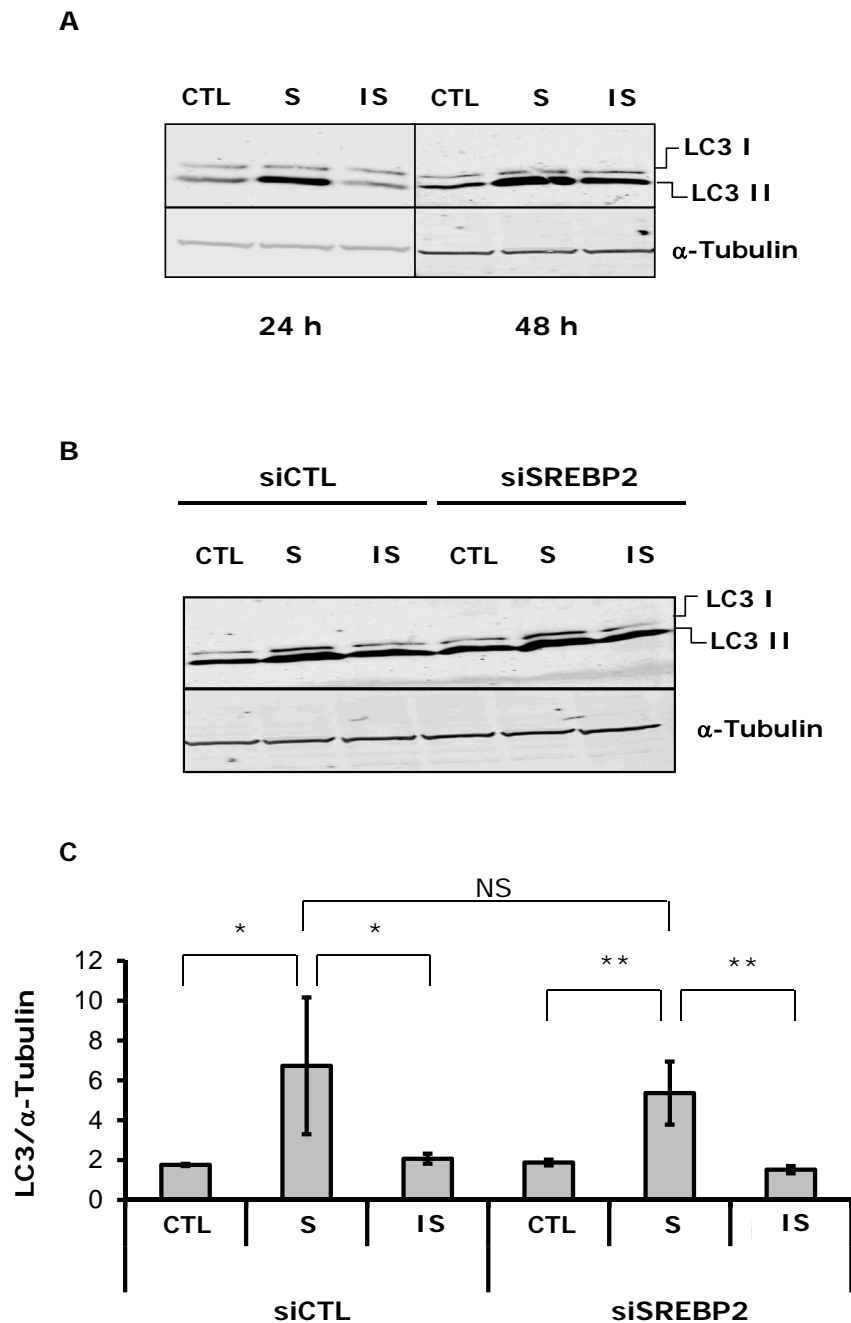 A
CTL S IS CTL S IS
LC3 I
LC3 II
α-Tubulin
24 h 48 h
B
siCTL siSREBP2
CTL S IS CTL S IS
LC3 I
LC3 II
α-Tubulin
C
NS
* * ** **
LC3/α-Tubulin
12
10
8
6
4
2
0
CTL S IS CTL S IS
siCTL siSREBP2